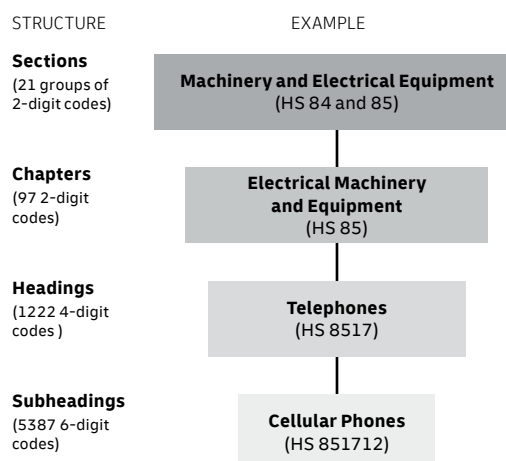 STRUCTURE
EXAMPLE
Sections
(21 groups of
2-digit codes)
Machinery and Electrical Equipment
(HS 84 and 85)
Chapters
(97 2-digit
codes)
Electrical Machinery
and Equipment
(HS 85)
Headings
(1222 4-digit
codes )
Telephones
(HS 8517)
Subheadings
(5387 6-digit
codes)
Cellular Phones
(HS 851712)